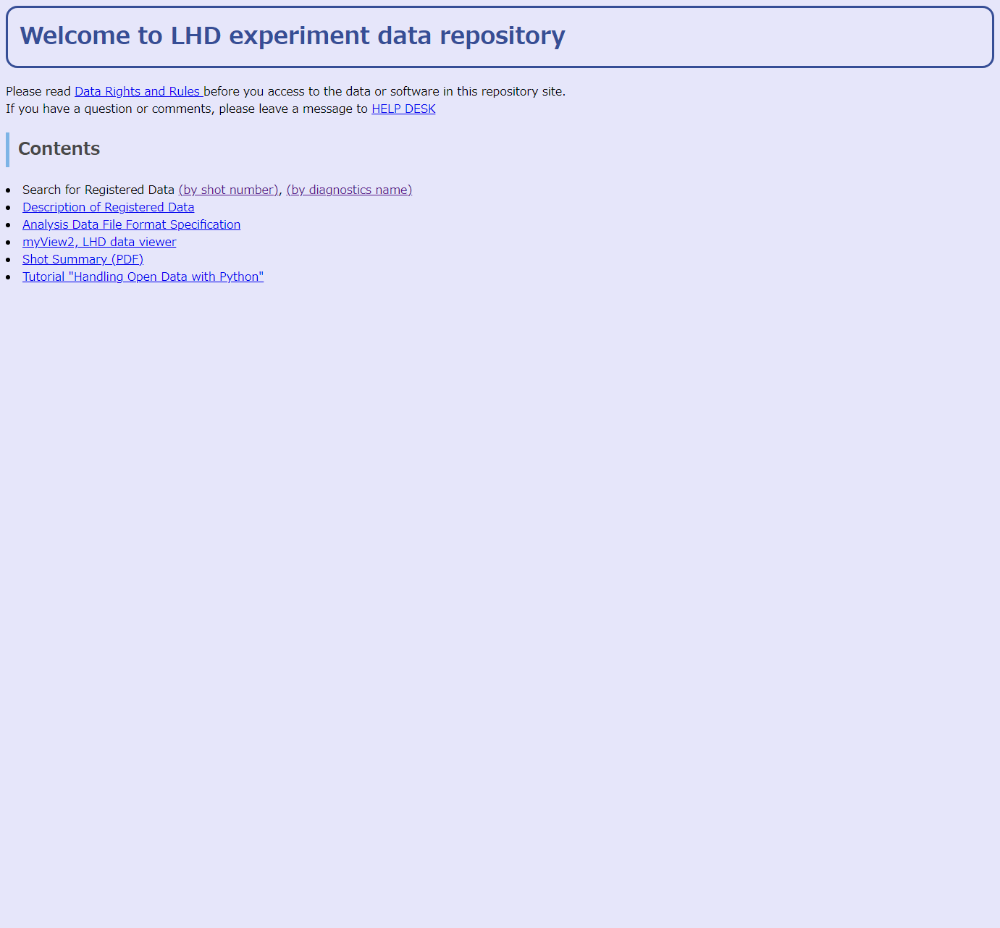 Welcome to LHD experiment data repository
Please read Data Rights and Rules before you access to the data or software in this repository site.
If you have a question or comments, please leave a message to HELP DESK
Contents
Search for Registered Data (by shot number), (by diagnostics name)
Description of Registered Data
Analysis Data File Format Specification
myView2, LHD data viewer
Shot Summary (PDF)
Tutorial "Handling Open Data with Python"